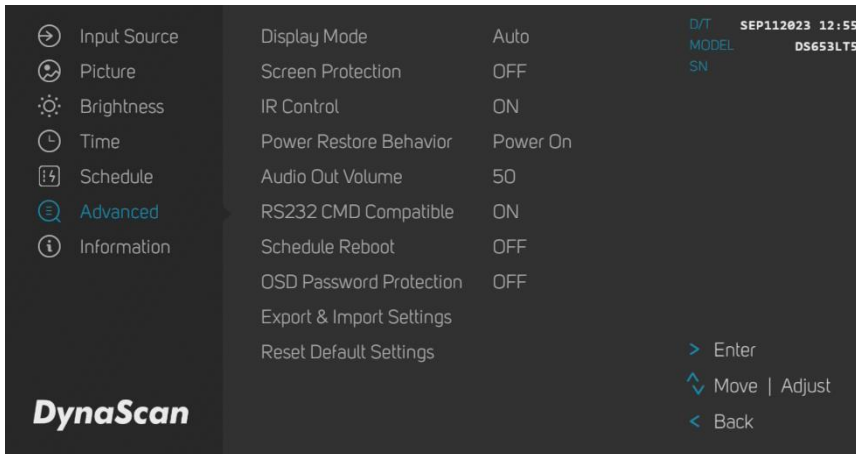 Input Source
Picture
Brightness
Time
Schedule
Advanced
Information
DynaScan
Display Mode Auto
Screen Protection OFF
IR Control ON
Power Restore Behavior Power On
Audio Out Volume 50
RS232 CMD Compatible ON
Schedule Reboot OFF
OSD Password Protection OFF
Export & Import Settings
Reset Default Settings
D/T SEP112023 12:55
MODEL DS653LT5
SN
> Enter
Move | Adjust
< Back